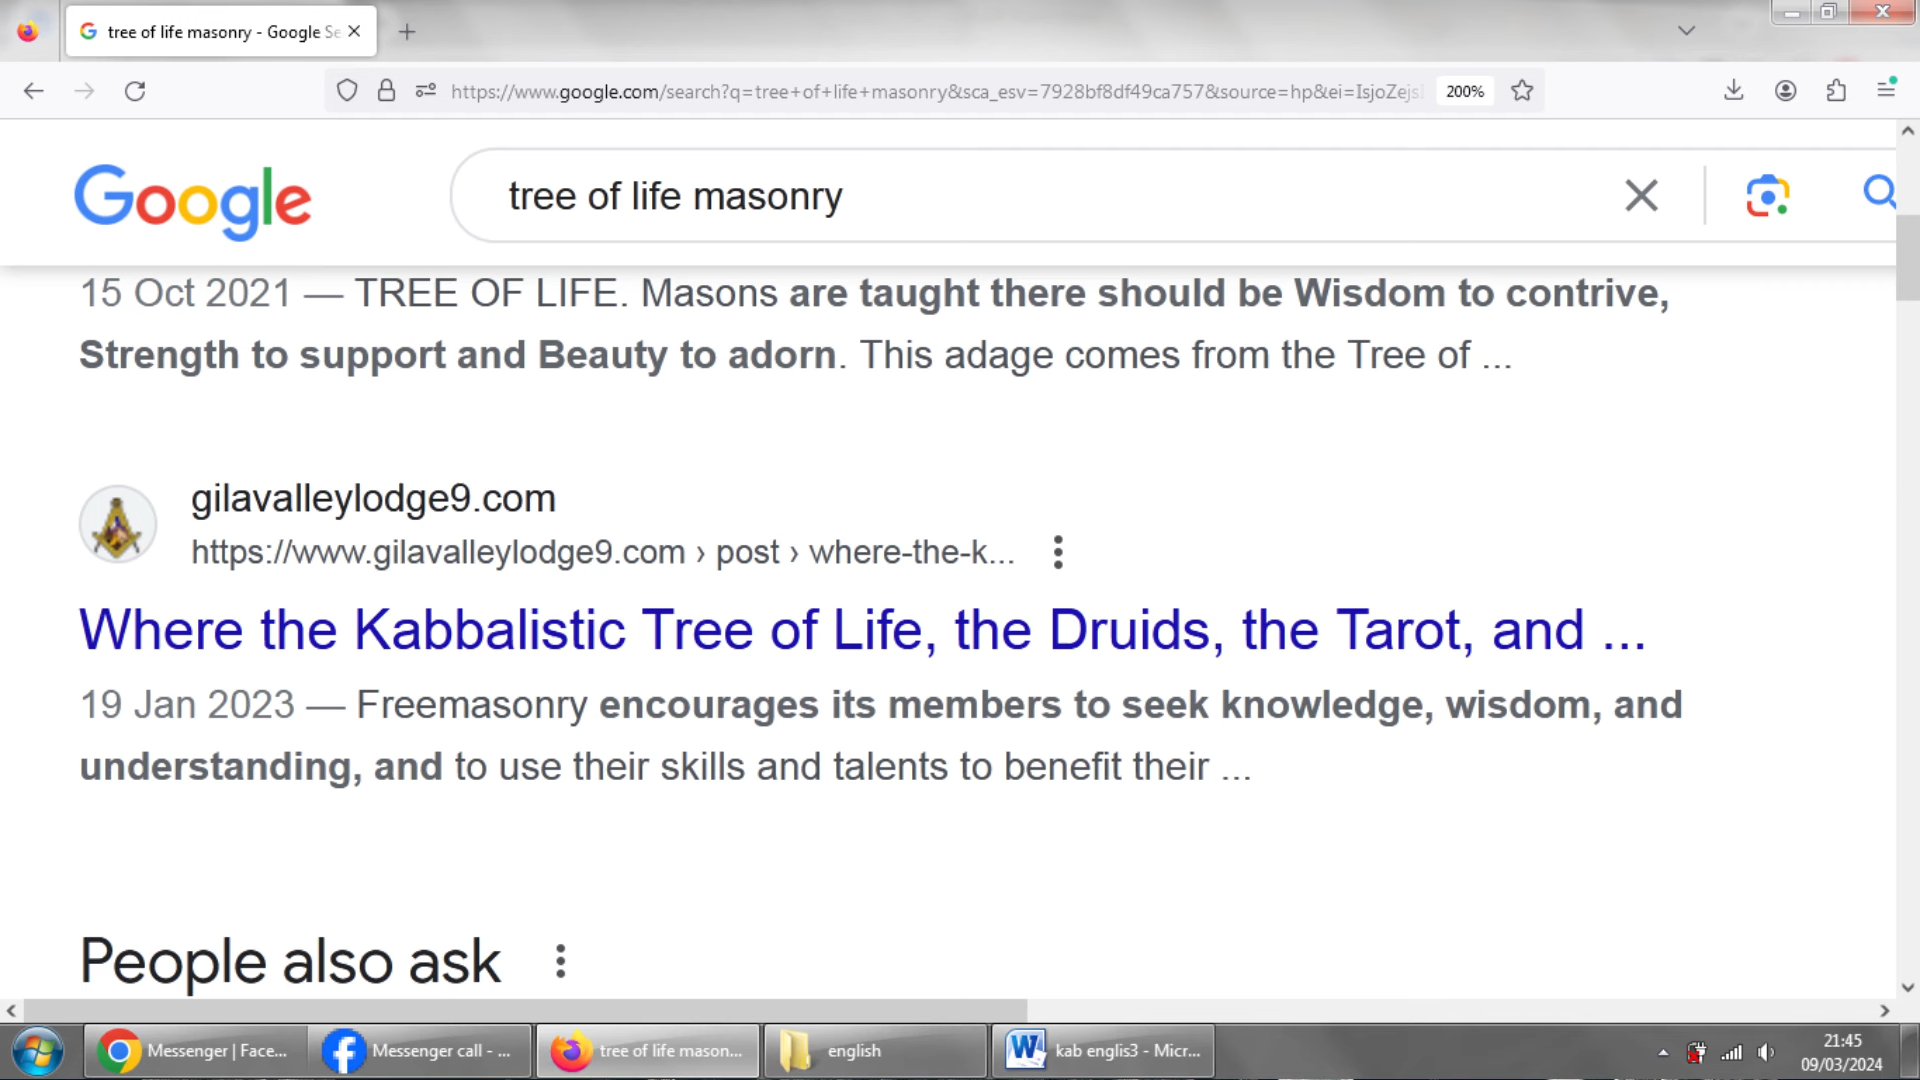 tree of life masonry - Google Se
https://www.google.com/search?q=tree+of+life+masonry&sca_esv=7928bf8df49ca757&source=hp&ei=IsjoZejs
200%
Google
tree of life masonry
15 Oct 2021 — TREE OF LIFE. Masons are taught there should be Wisdom to contrive,
Strength to support and Beauty to adorn. This adage comes from the Tree of ...
gilavalleylodge9.com
https://www.gilavalleylodge9.com › post › where-the-k...
Where the Kabbalistic Tree of Life, the Druids, the Tarot, and ...
19 Jan 2023 — Freemasonry encourages its members to seek knowledge, wisdom, and
understanding, and to use their skills and talents to benefit their ...
People also ask
Messenger | Face...
Messenger call - ...
tree of life mason...
english
kab englis3 - Micr...
21:45
09/03/2024